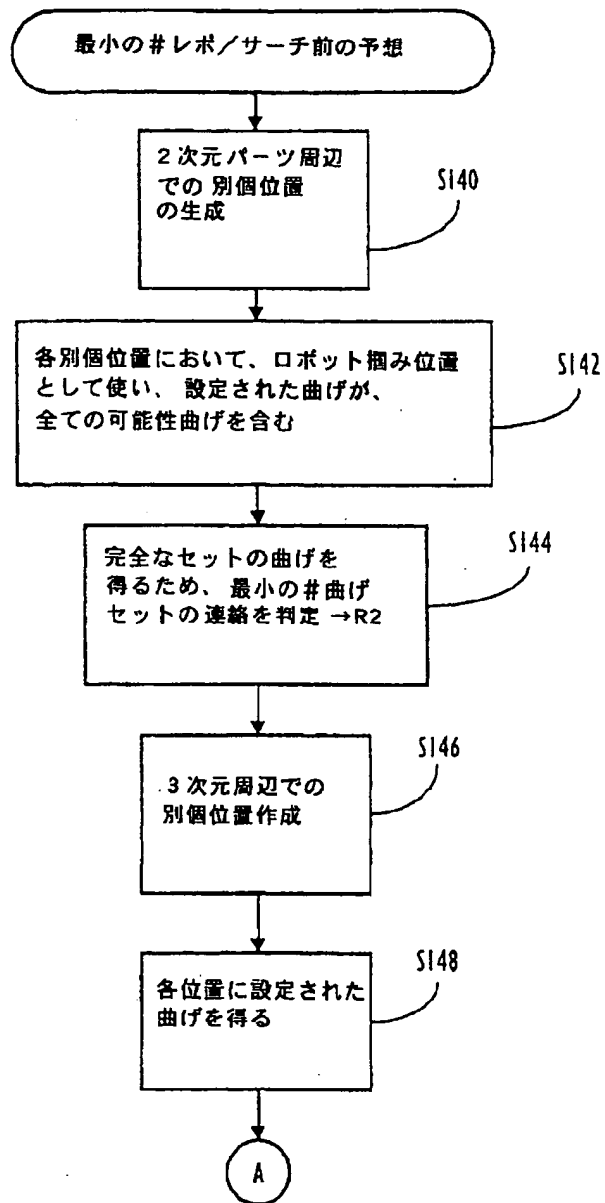 最小の#レポ/サーチ前の予想
2次元パーツ周辺
での 別個位置
の生成
S140
各別個位置において、ロボット掴み位置
として使い、設定された曲げが、
全ての可能性曲げを含む
S142
完全なセットの曲げを
得るため、最小の#曲げ
セットの連絡を判定 →R2
S144
3次元周辺での
別個位置作成
S146
各位置に設定された
曲げを得る
S148
A